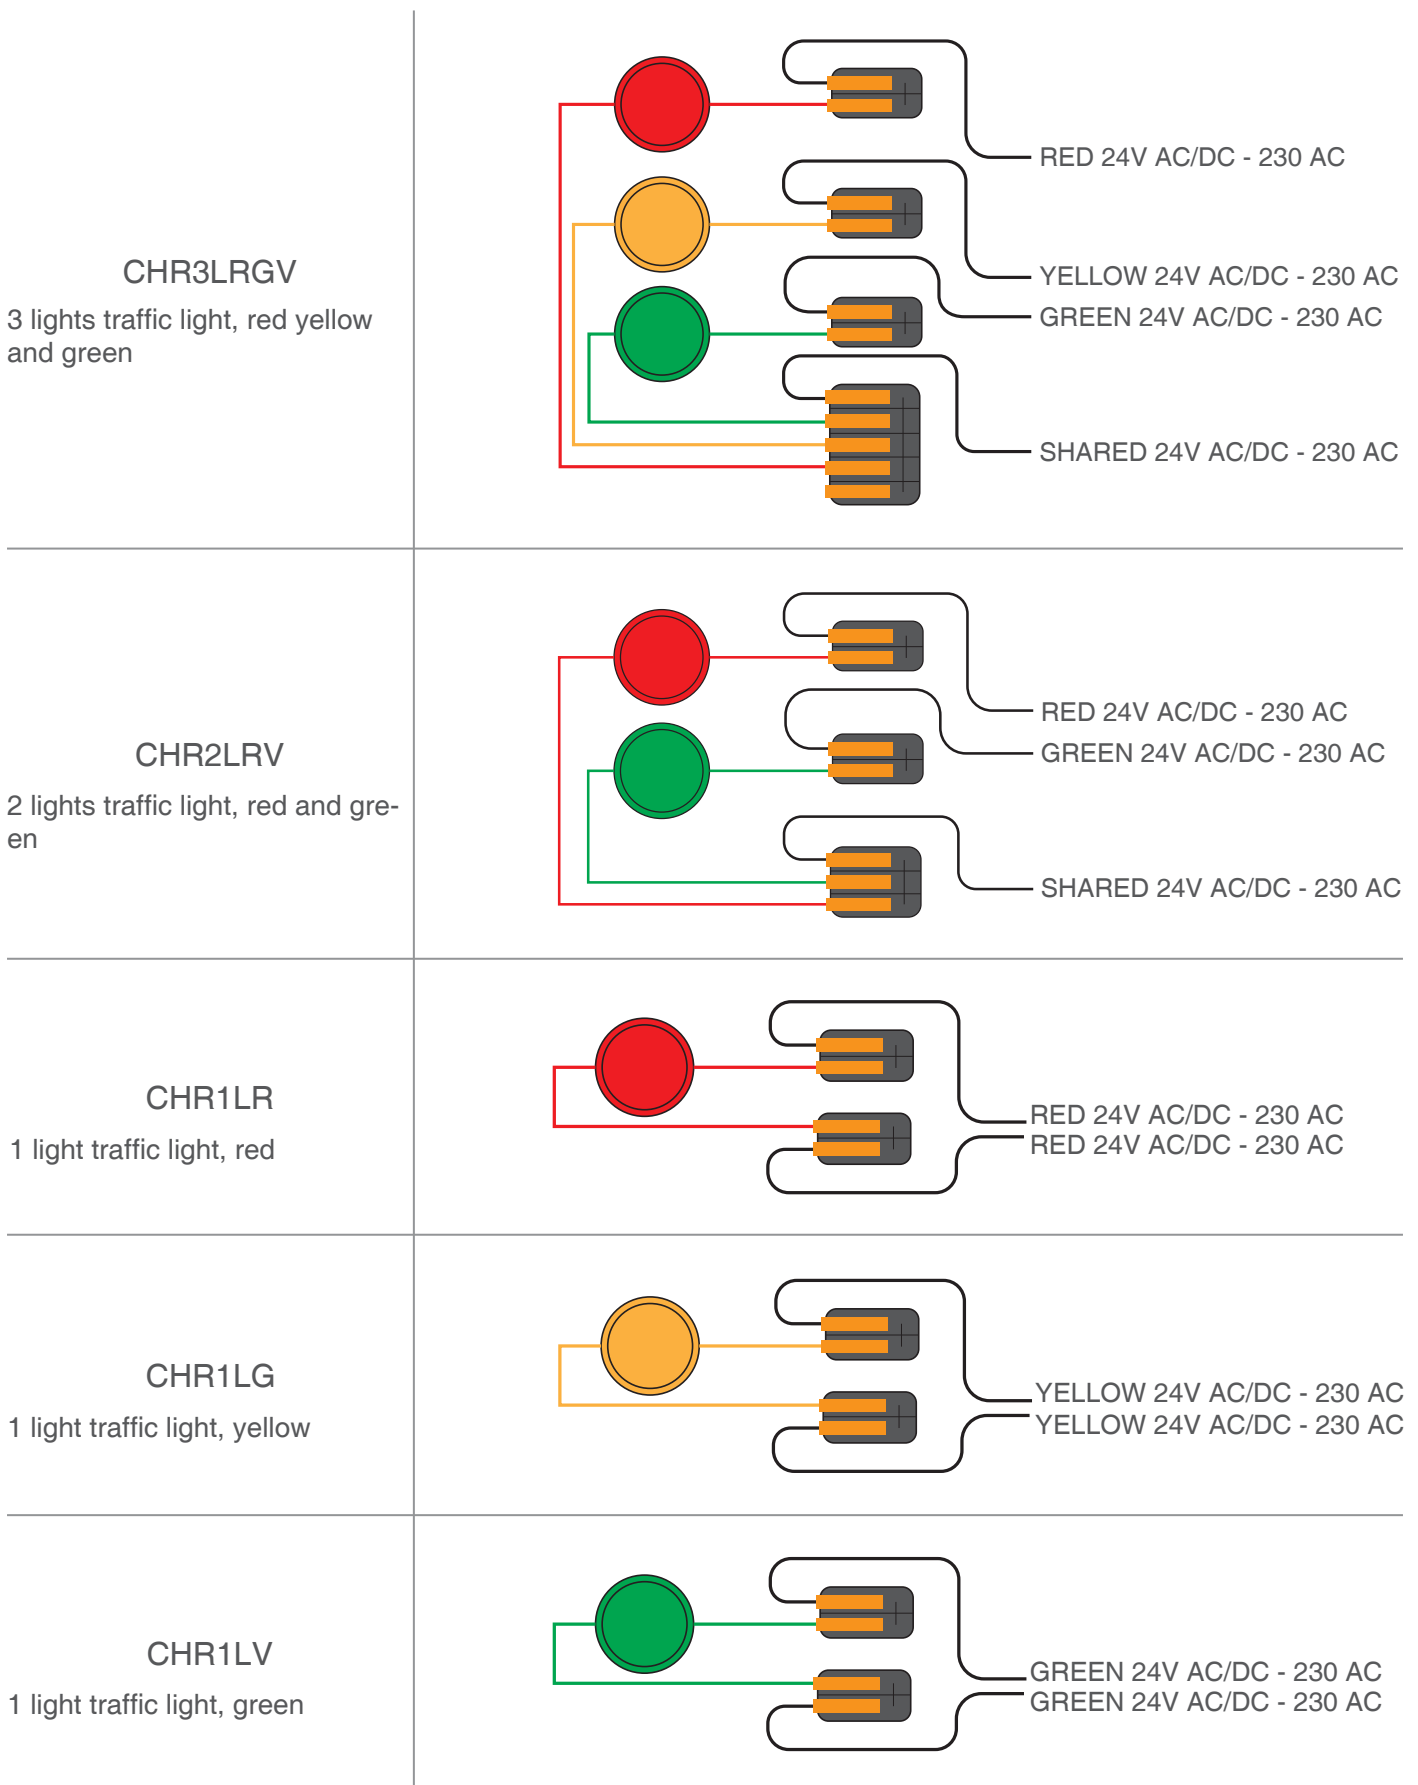 CHR3LRGV
3 lights traffic light, red yellow
and green
RED 24V AC/DC - 230 AC
YELLOW 24V AC/DC - 230 AC
GREEN 24V AC/DC - 230 AC
SHARED 24V AC/DC - 230 AC
CHR2LRV
2 lights traffic light, red and gre-
en
RED 24V AC/DC - 230 AC
GREEN 24V AC/DC - 230 AC
SHARED 24V AC/DC - 230 AC
CHR1LR
1 light traffic light, red
RED 24V AC/DC - 230 AC
RED 24V AC/DC - 230 AC
CHR1LG
1 light traffic light, yellow
YELLOW 24V AC/DC - 230 AC
YELLOW 24V AC/DC - 230 AC
CHR1LV
1 light traffic light, green
GREEN 24V AC/DC - 230 AC
GREEN 24V AC/DC - 230 AC